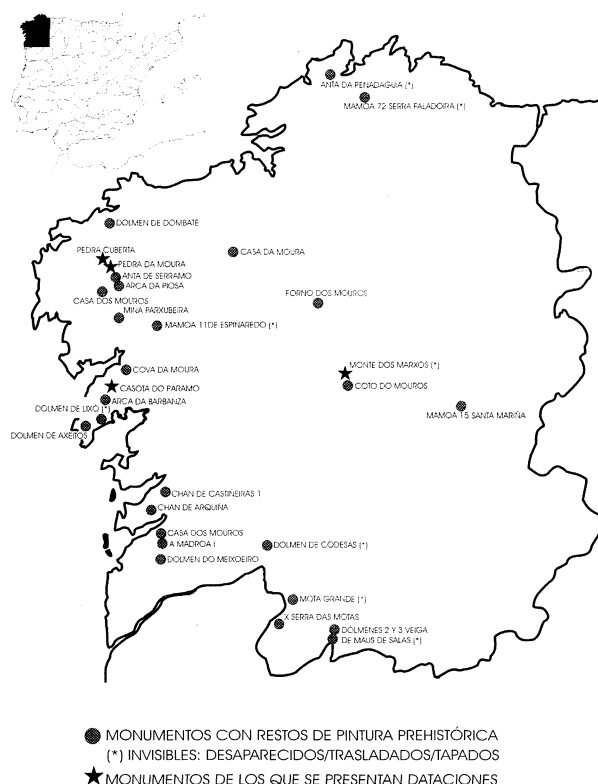 ANTA DA PENADAGUIA (*)
MAMOA 72 SERRA FALADOIRA (*)
DOLMEN DE DOMBATE
PEDRA CUBERTA
CASA DA MOURA
PEDRA DA MOURA
ANTA DE SERRAMO
ARCA DA PIOSA
CASA DOS MOUROS
FORNO DOS MOUROS
MINA PARXUBEIRA
MAMOA 11DE ESPIÑAREDO (*)
COVA DA MOURA
MONTE DOS MARXOS (*)
CASOTA DO PARAMO
COTO DO MOUROS
ARCA DA BARBANZA
DOLMEN DE LIXO (*)
MAMOA 15 SANTA MARIÑA
DOLMEN DE AXEITOS
CHAN DE CASTIÑEIRAS 1
CHAN DE ARQUIÑA
CASA DOS MOUROS
A MADROA I
DOLMEN DE CODESAS (*)
DOLMEN DO MEIXOEIRO
MOTA GRANDE (*)
X SERRA DAS MOTAS
DOLMENES 2 Y 3 VEIGA
DE MAUS DE SALAS (*)
MONUMENTOS CON RESTOS DE PINTURA PREHISTÓRICA
(*) INVISIBLES: DESAPARECIDOS/TRASLADADOS/TAPADOS
MONUMENTOS DE LOS QUE SE PRESENTAN DATACIONES